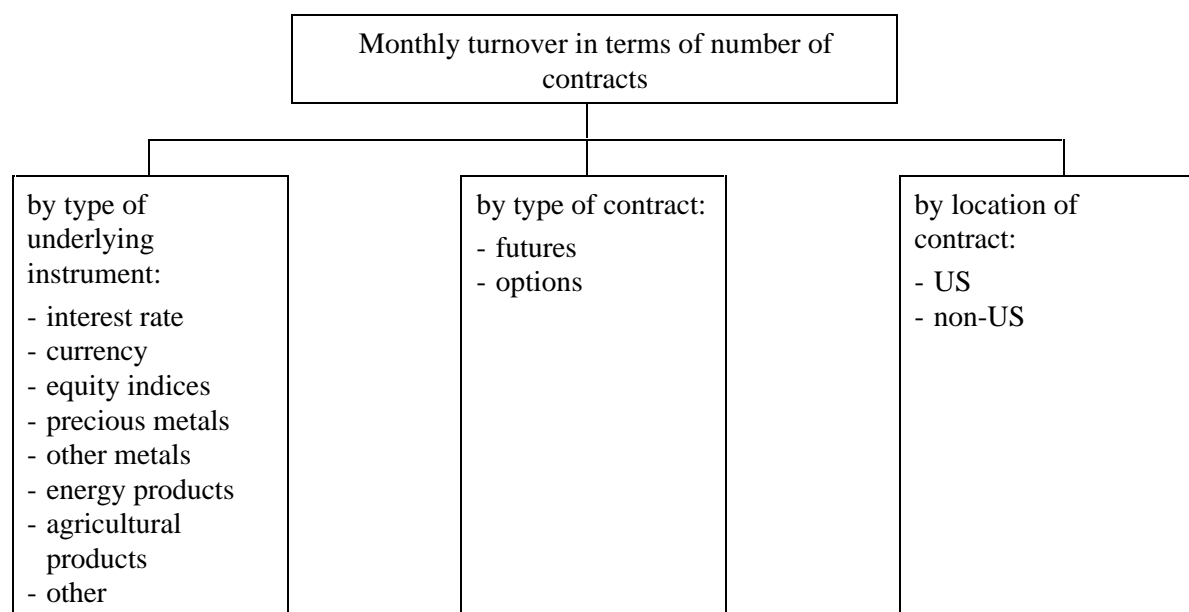 Monthly turnover in terms of number of
contracts
by type of
underlying
instrument:
- interest rate
- currency
- equity indices
- precious metals
- other metals
- energy products
- agricultural
products
- other
by type of contract:
- futures
- options
by location of
contract:
- US
- non-US